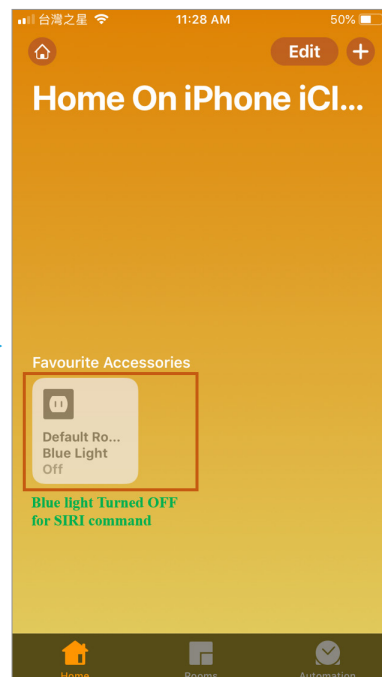 台灣之星 11:28 AM 50%
Edit +
Home On iPhone iCl...
Favourite Accessories
Default Ro...
Blue Light
Off
Blue light Turned OFF
for SIRI command
Home Rooms Automation